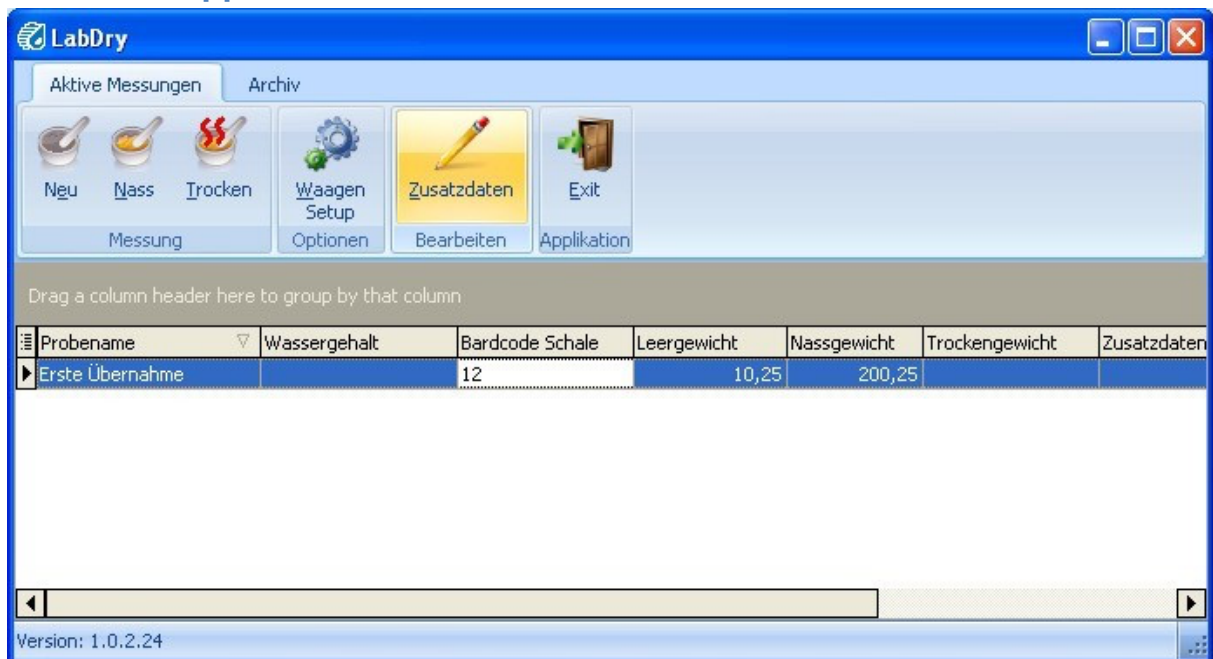 LabDry
Aktive Messungen Archiv
Neu Nass Trocken Waagen Setup Zusatzdaten Exit
Messung Optionen Bearbeiten Applikation
Drag a column header here to group by that column
Probename Wassergehalt Bardcode Schale Leergewicht Nassgewicht Trockengewicht Zusatzdaten
Erste Übernahme 12 10,25 200,25
Version: 1.0.2.24